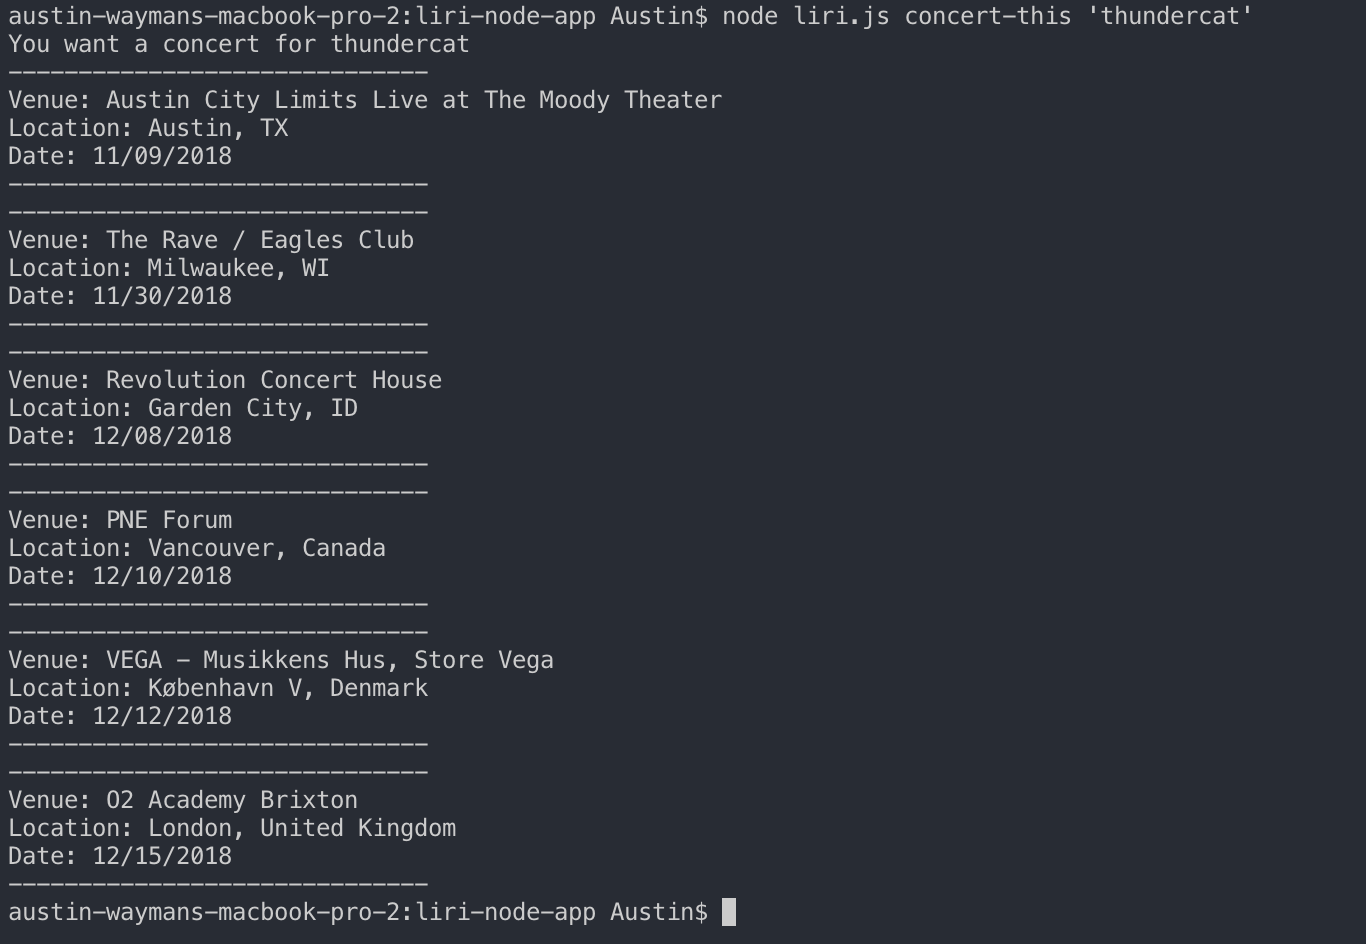 austin-waymans-macbook-pro-2:liri-node-app Austin$ node liri.js concert-this 'thundercat'
You want a concert for thundercat
------------------------------
Venue: Austin City Limits Live at The Moody Theater
Location: Austin, TX
Date: 11/09/2018
------------------------------
------------------------------
Venue: The Rave / Eagles Club
Location: Milwaukee, WI
Date: 11/30/2018
------------------------------
------------------------------
Venue: Revolution Concert House
Location: Garden City, ID
Date: 12/08/2018
------------------------------
------------------------------
Venue: PNE Forum
Location: Vancouver, Canada
Date: 12/10/2018
------------------------------
------------------------------
Venue: VEGA - Musikkens Hus, Store Vega
Location: København V, Denmark
Date: 12/12/2018
------------------------------
------------------------------
Venue: O2 Academy Brixton
Location: London, United Kingdom
Date: 12/15/2018
------------------------------
austin-waymans-macbook-pro-2:liri-node-app Austin$